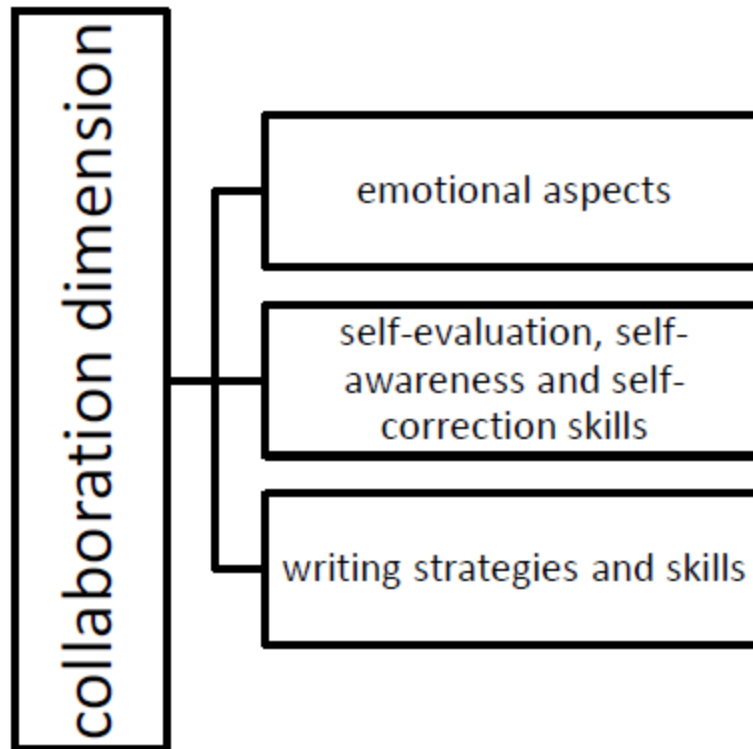 collaboration dimension
emotional aspects
self-evaluation, self-
awareness and self-
correction skills
writing strategies and skills